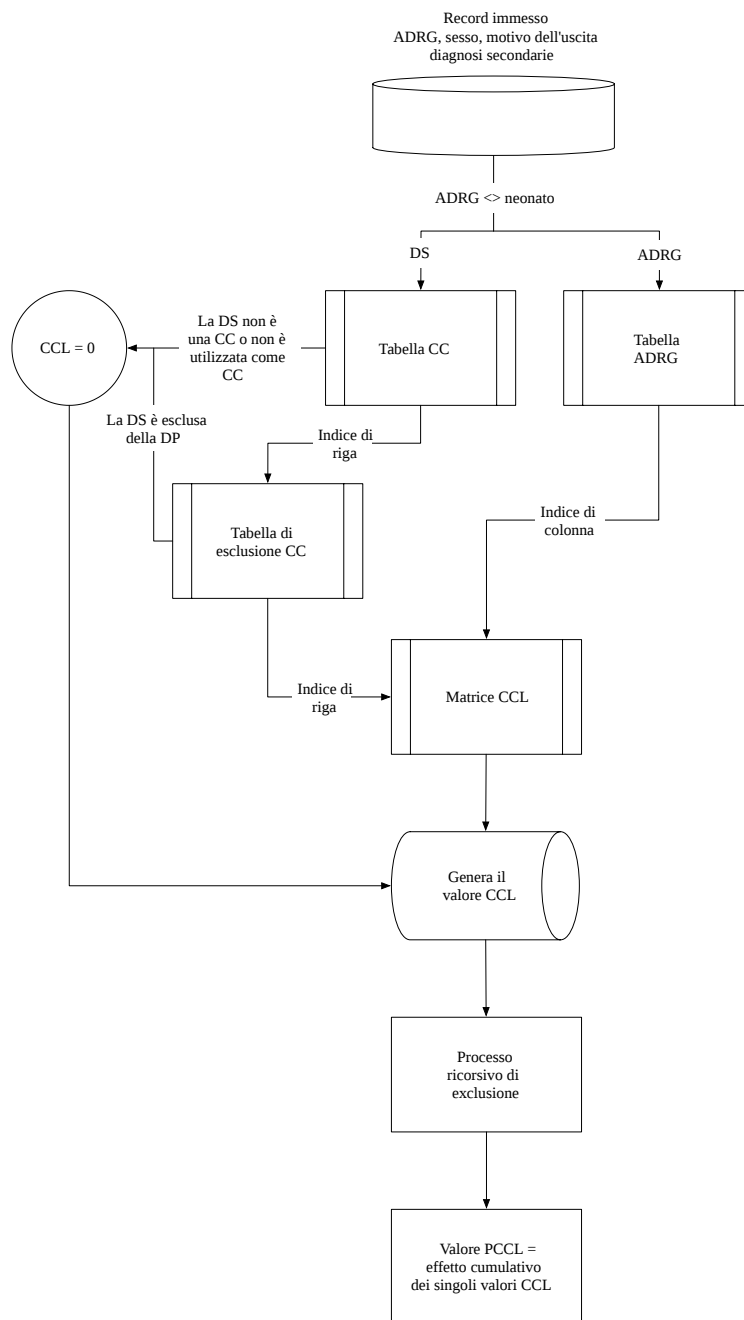 Record immesso
ADRG, sesso, motivo dell'uscita
diagnosi secondarie
ADRG <> neonato
DS
ADRG
CCL = 0
La DS non è
una CC o non è
utilizzata come
CC
Tabella CC
Tabella
ADRG
La DS è esclusa
della DP
Indice di
riga
Tabella di
esclusione CC
Indice di
colonna
Indice di
riga
Matrice CCL
Genera il
valore CCL
Processo
ricorsivo di
exclusione
Valore PCCL =
effetto cumulativo
dei singoli valori CCL